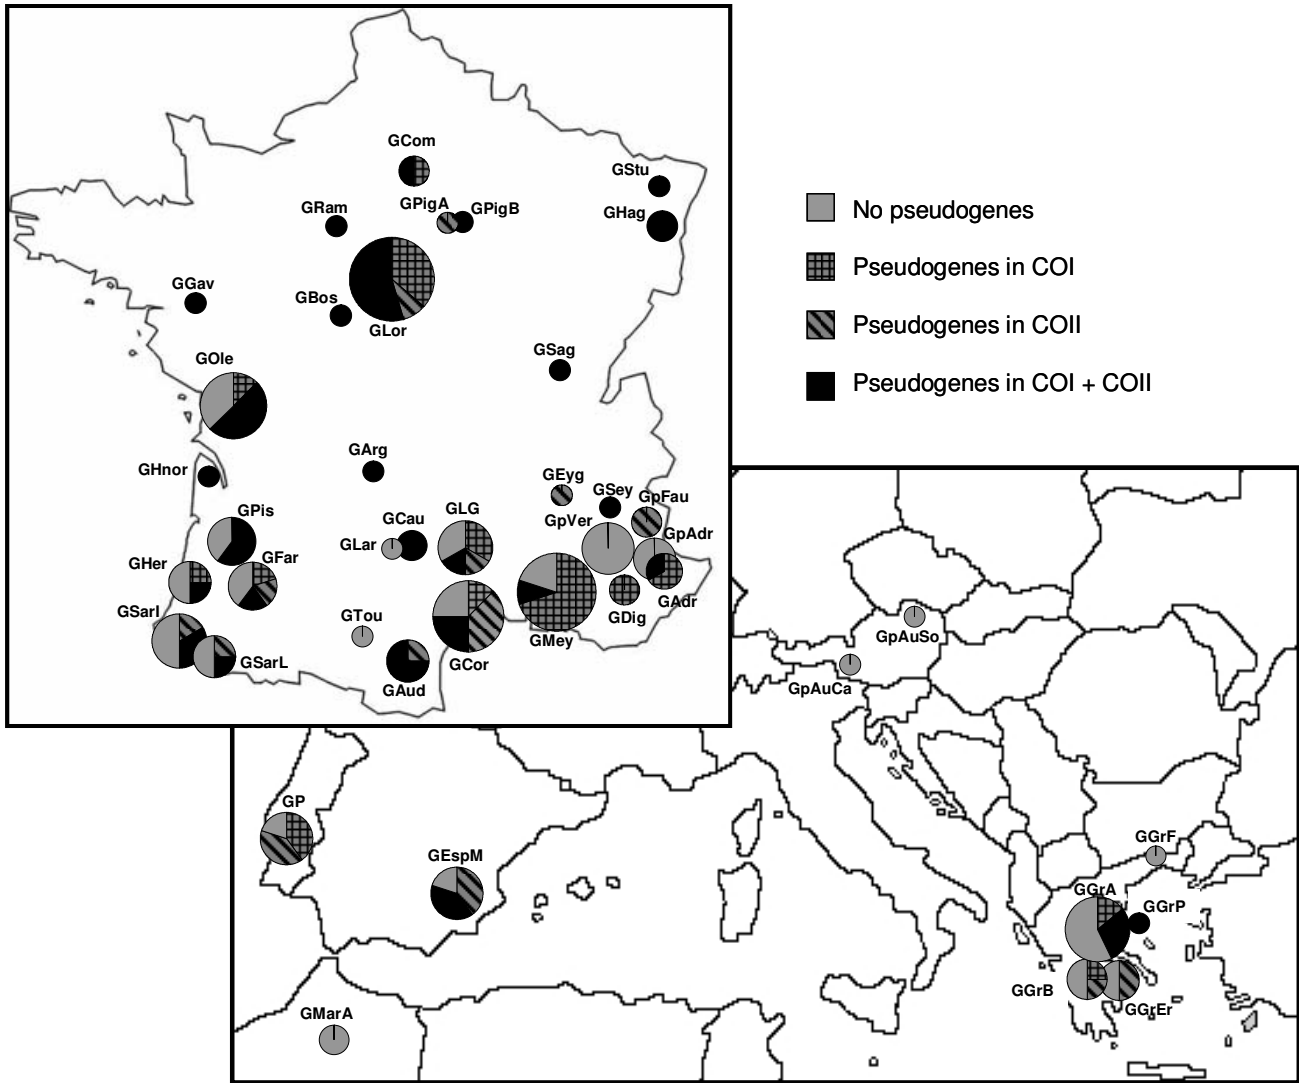 GCom
GStu
GRam
GPigA
GPigB
GHag
GGav
GBos
GLor
GSag
GOle
GArg
GHnor
GEyg
GSey
GpFau
GPis
GCau
GLG
GpVer
GpAdr
GLar
GHer
GFar
GSarI
GTou
GMey
GDig
GAdr
GSarL
GAud
GCor
No pseudogenes
Pseudogenes in COI
Pseudogenes in COII
Pseudogenes in COI + COII
GpAuSo
GpAuCa
GP
GEspM
GGrF
GGrA
GGrP
GGrB
GGrEr
GMarA